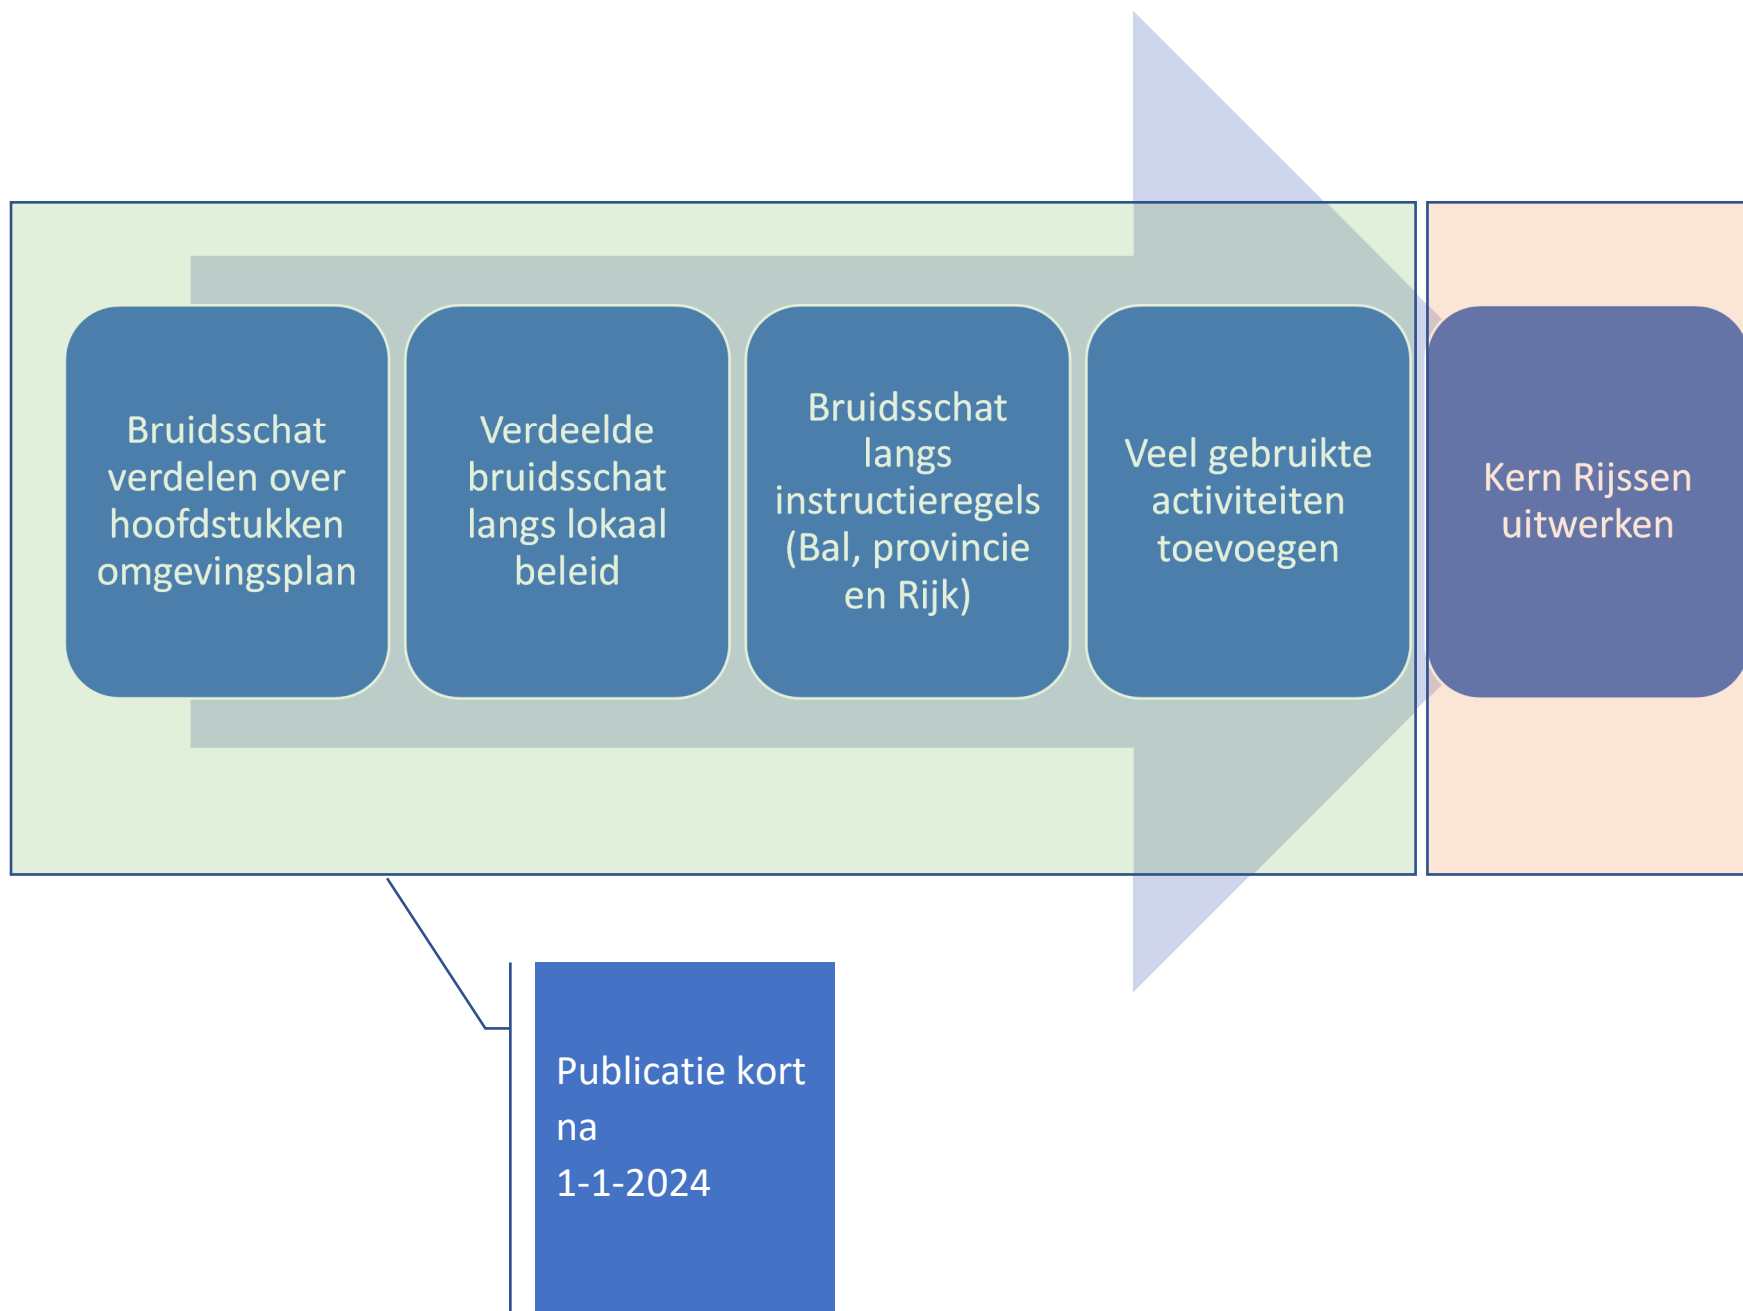 Bruidsschat
verdelen over
hoofdstukken
omgevingsplan
Verdeelde
bruidsschat
langs lokaal
beleid
Bruidsschat
langs
instructieregels
(Bal, provincie
en Rijk)
Veel gebruikte
activiteiten
toevoegen
Kern Rijssen
uitwerken
Publicatie kort
na
1-1-2024